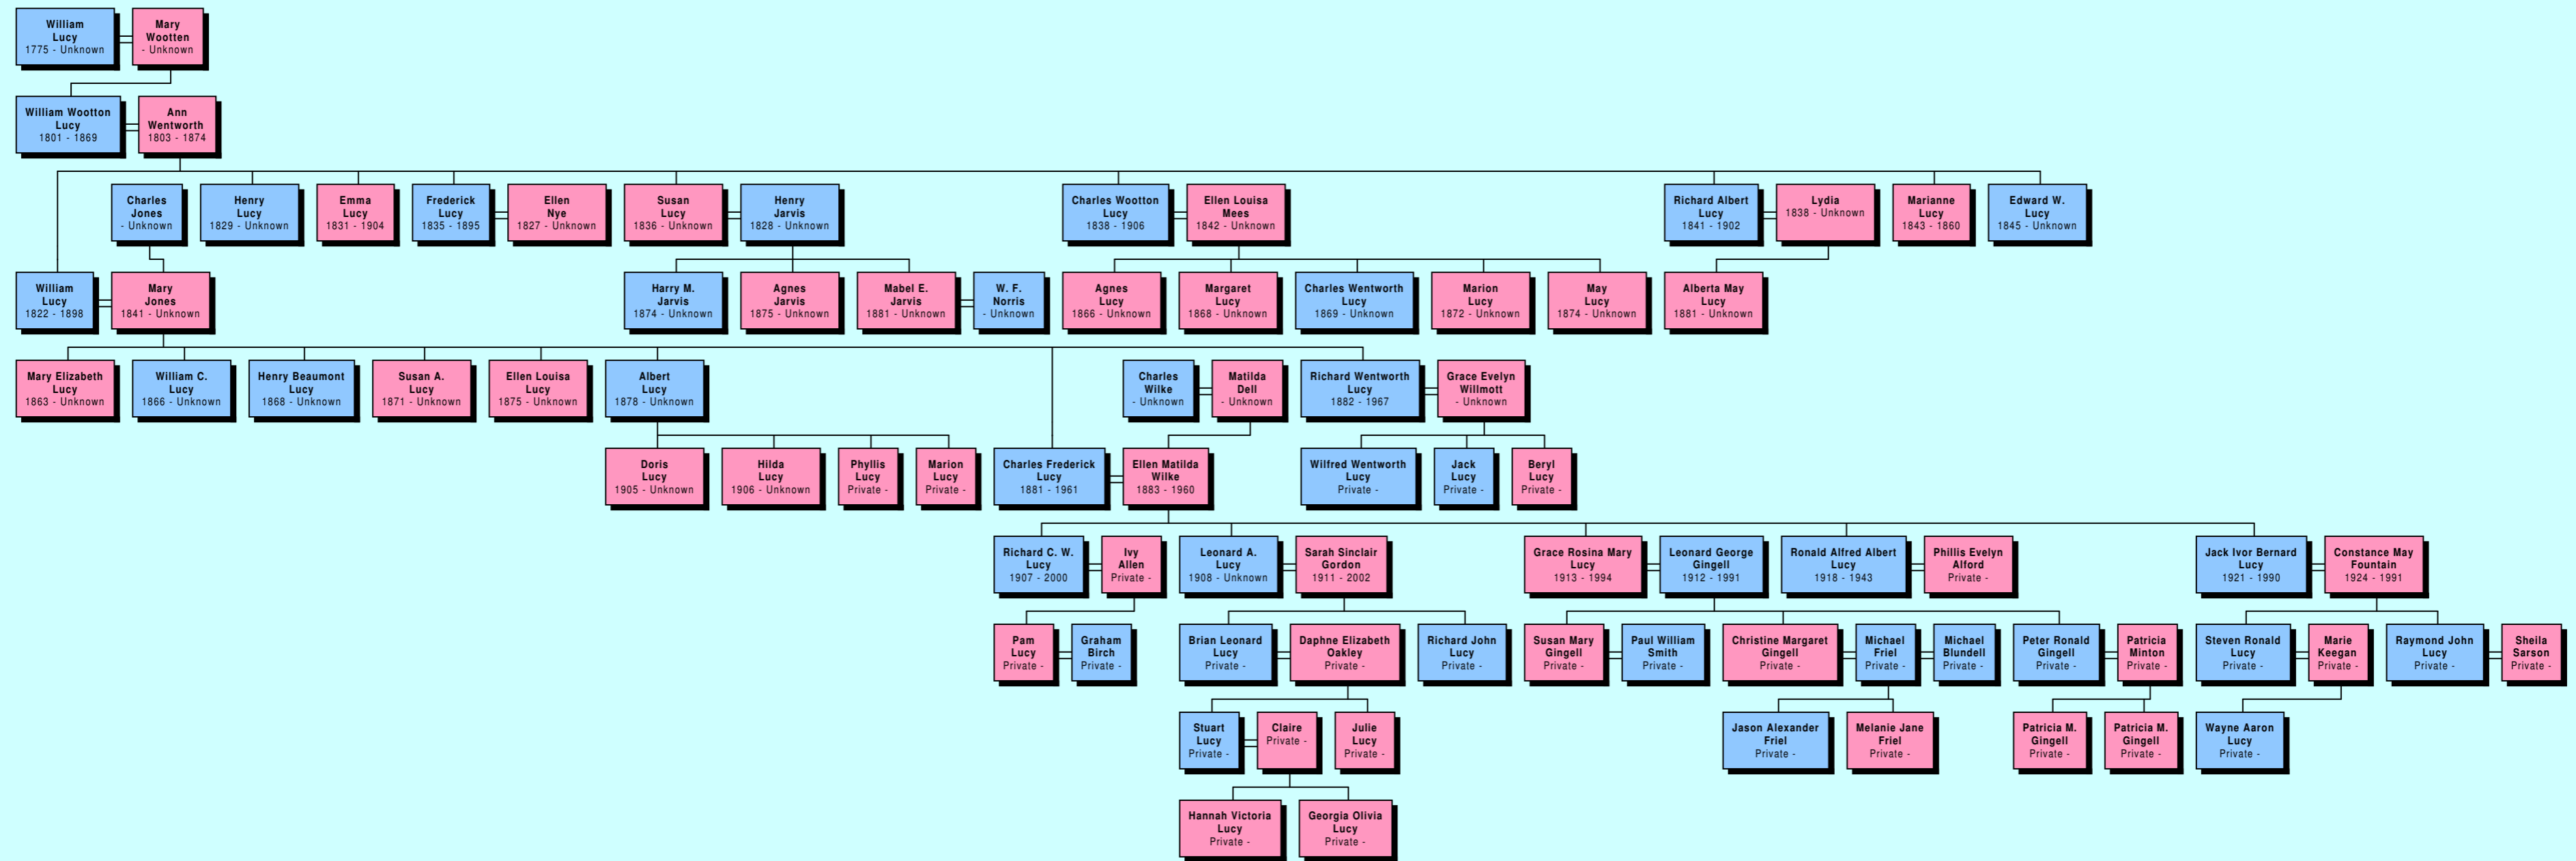 William
Lucy
1775 - Unknown
Mary
Wootten
- Unknown
William Wootton
Lucy
1801 - 1869
Ann
Wentworth
1803 - 1874
Charles
Jones
- Unknown
Henry
Lucy
1829 - Unknown
Emma
Lucy
1831 - 1904
Frederick
Lucy
1835 - 1895
Ellen
Nye
1827 - Unknown
Susan
Lucy
1836 - Unknown
Henry
Jarvis
1828 - Unknown
Charles Wootton
Lucy
1838 - 1906
Ellen Louisa
Mees
1842 - Unknown
Richard Albert
Lucy
1841 - 1902
Lydia
1838 - Unknown
Marianne
Lucy
1843 - 1860
Edward W.
Lucy
1845 - Unknown
William
Lucy
1822 - 1898
Mary
Jones
1841 - Unknown
Harry M.
Jarvis
1874 - Unknown
Agnes
Jarvis
1875 - Unknown
Mabel E.
Jarvis
1881 - Unknown
W. F.
Norris
- Unknown
Agnes
Lucy
1866 - Unknown
Margaret
Lucy
1868 - Unknown
Charles Wentworth
Lucy
1869 - Unknown
Marion
Lucy
1872 - Unknown
May
Lucy
1874 - Unknown
Alberta May
Lucy
1881 - Unknown
Mary Elizabeth
Lucy
1863 - Unknown
William C.
Lucy
1866 - Unknown
Henry Beaumont
Lucy
1868 - Unknown
Susan A.
Lucy
1871 - Unknown
Ellen Louisa
Lucy
1875 - Unknown
Albert
Lucy
1878 - Unknown
Charles
Wilke
- Unknown
Matilda
Dell
- Unknown
Richard Wentworth
Lucy
1882 - 1967
Grace Evelyn
Willmott
- Unknown
Doris
Lucy
1905 - Unknown
Hilda
Lucy
1906 - Unknown
Phyllis
Lucy
Private -
Marion
Lucy
Private -
Charles Frederick
Lucy
1881 - 1961
Ellen Matilda
Wilke
1883 - 1960
Wilfred Wentworth
Lucy
Private -
Jack
Lucy
Private -
Beryl
Lucy
Private -
Richard C. W.
Lucy
1907 - 2000
Ivy
Allen
Private -
Leonard A.
Lucy
1908 - Unknown
Sarah Sinclair
Gordon
1911 - 2002
Grace Rosina Mary
Lucy
1913 - 1994
Leonard George
Gingell
1912 - 1991
Ronald Alfred Albert
Lucy
1918 - 1943
Phillis Evelyn
Alford
Private -
Jack Ivor Bernard
Lucy
1921 - 1990
Constance May
Fountain
1924 - 1991
Pam
Lucy
Private -
Graham
Birch
Private -
Brian Leonard
Lucy
Private -
Daphne Elizabeth
Oakley
Private -
Richard John
Lucy
Private -
Susan Mary
Gingell
Private -
Paul William
Smith
Private -
Christine Margaret
Gingell
Private -
Michael
Friel
Private -
Michael
Blundell
Private -
Peter Ronald
Gingell
Private -
Patricia
Minton
Private -
Steven Ronald
Lucy
Private -
Marie
Keegan
Private -
Raymond John
Lucy
Private -
Sheila
Sarson
Private -
Stuart
Lucy
Private -
Claire
Private -
Julie
Lucy
Private -
Jason Alexander
Friel
Private -
Melanie Jane
Friel
Private -
Patricia M.
Gingell
Private -
Patricia M.
Gingell
Private -
Wayne Aaron
Lucy
Private -
Hannah Victoria
Lucy
Private -
Georgia Olivia
Lucy
Private -